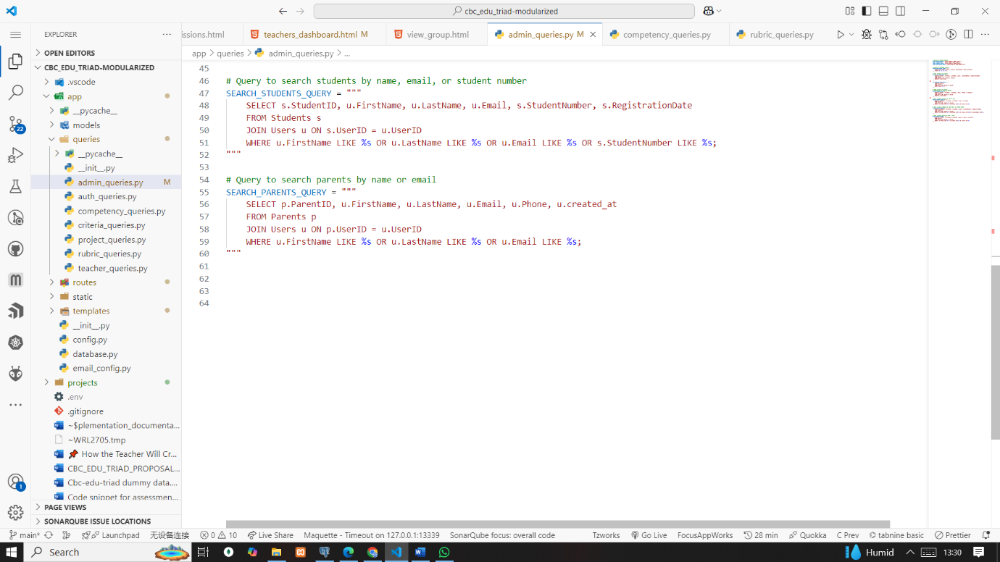 cbc_edu_triad-modularized
EXPLORER
issions.html
teachers_dashboard.html M
view_group.html
admin_queries.py M
competency_queries.py
rubric_queries.py
OPEN EDITORS
CBC_EDU_TRIAD-MODULARIZED
.vscode
app
__pycache__
models
queries
__pycache__
__init__.py
admin_queries.py M
auth_queries.py
competency_queries.py
criteria_queries.py
project_queries.py
rubric_queries.py
teacher_queries.py
routes
static
templates
__init__.py
config.py
database.py
email_config.py
projects
.env
.gitignore
~$plementation_documenta...
~WRL2705.tmp
How the Teacher Will Cr...
CBC_EDU_TRIAD_PROPOSAL...
Cbc-edu-triad dummy data....
Code snippet for assessmen...
PAGE VIEWS
SONARQUBE ISSUE LOCATIONS
22
1
app > queries > admin_queries.py > ...
45
46 # Query to search students by name, email, or student number
47 SEARCH_STUDENTS_QUERY = """
48 SELECT s.StudentID, u.FirstName, u.LastName, u.Email, s.StudentNumber, s.RegistrationDate
49 FROM Students s
50 JOIN Users u ON s.UserID = u.UserID
51 WHERE u.FirstName LIKE %s OR u.LastName LIKE %s OR u.Email LIKE %s OR s.StudentNumber LIKE %s;
52 """
53
54 # Query to search parents by name or email
55 SEARCH_PARENTS_QUERY = """
56 SELECT p.ParentID, u.FirstName, u.LastName, u.Email, u.Phone, u.created_at
57 FROM Parents p
58 JOIN Users u ON p.UserID = u.UserID
59 WHERE u.FirstName LIKE %s OR u.LastName LIKE %s OR u.Email LIKE %s;
60 """
61
62
63
64
main* Launchpad 无设备连接 0 10 Live Share Maquette - Timeout on 127.0.0.1:13339 SonarQube focus: overall code Tzworks Go Live FocusAppWorks 28 min Quokka C Prev tabnine basic Prettier
Search Humid 13:30